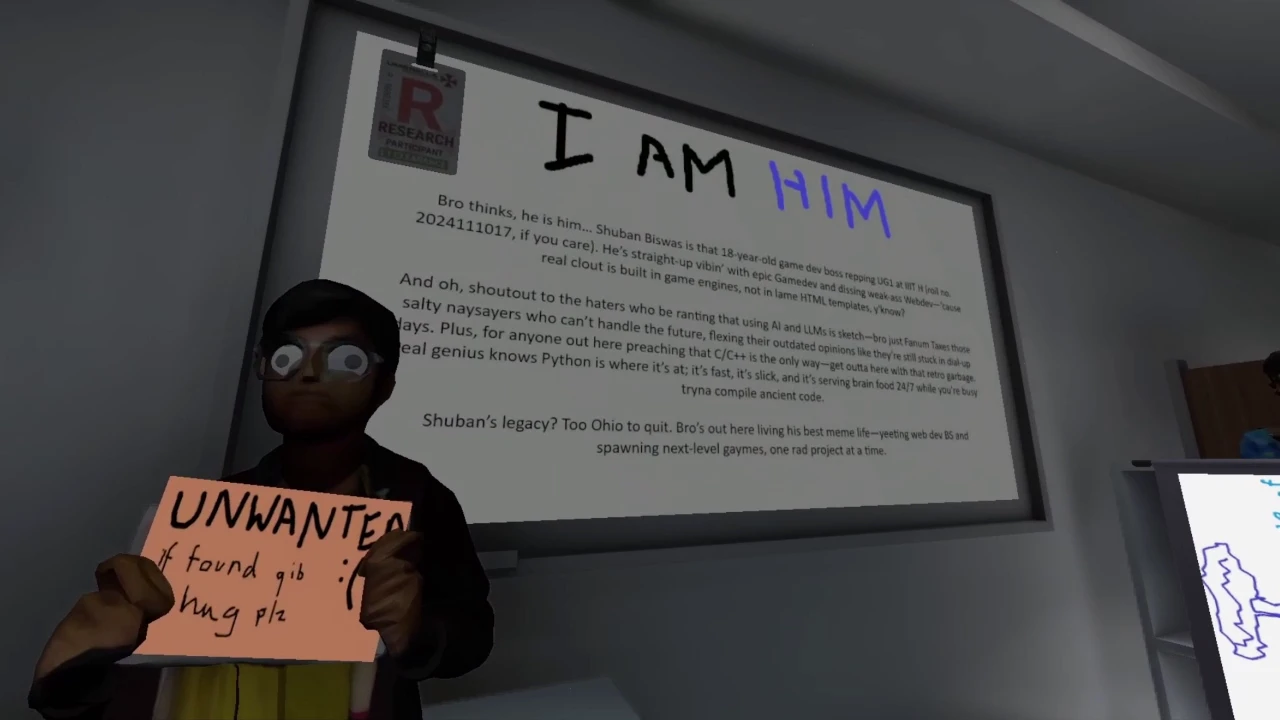 R
RESEARCH
PARTICIPANT
I AM HIM
Bro thinks, he is him... Shuban Biswas is that 18-year-old game dev boss repping UG1 at IIIT H (roll no.
2024111017, if you care). He's straight-up vibin' with epic Gamedev and dissing weak-ass Webdev—'cause
real clout is built in game engines, not in lame HTML templates, y'know?
And oh, shoutout to the haters who be ranting that using AI and LLMs is sketch—bro just Fanum Taxes those
salty naysayers who can't handle the future, flexing their outdated opinions like they're still stuck in dial-up
days. Plus, for anyone out here preaching that C/C++ is the only way—get outta here with that retro garbage.
eal genius knows Python is where it's at; it's fast, it's slick, and it's serving brain food 24/7 while you're busy
tryna compile ancient code.
Shuban's legacy? Too Ohio to quit. Bro's out here living his best meme life—yeeting web dev BS and
spawning next-level gaymes, one rad project at a time.
UNWANTED
if found gib :(
hug plz